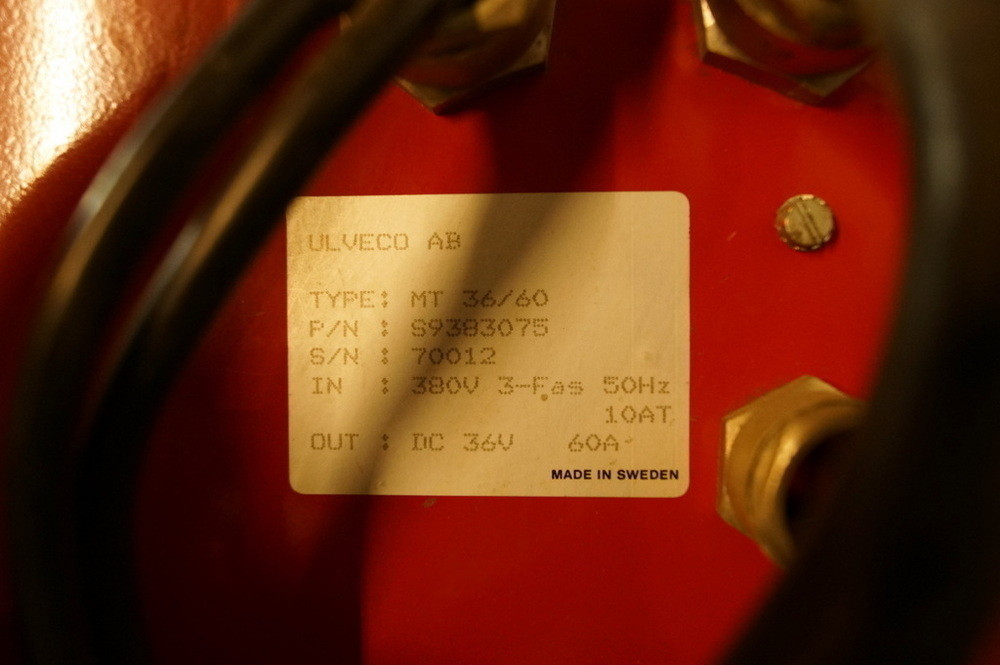 ULVECO AB
TYPE: MT 36/60
P/N : S9383075
S/N : 70012
IN : 380V 3-Fas 50Hz
10AT
OUT : DC 36V 60A
MADE IN SWEDEN